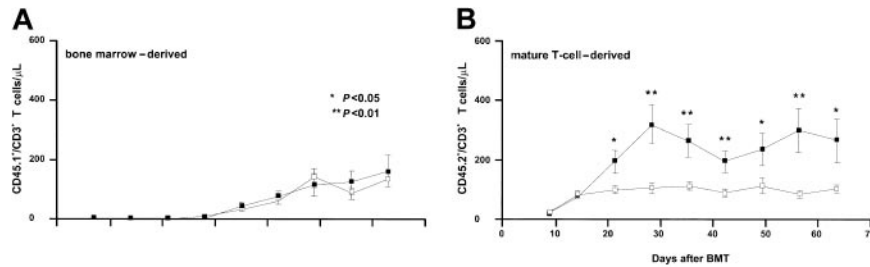 A
600
400
200
0
CD45.1⁺/CD3⁺ T cells/µL
bone marrow – derived
* P<0.05
** P<0.01
B
600
400
200
0
CD45.2⁺/CD3⁺ T cells/µL
mature T-cell–derived
* ** ** ** * ** *
0 10 20 30 40 50 60 7
Days after BMT